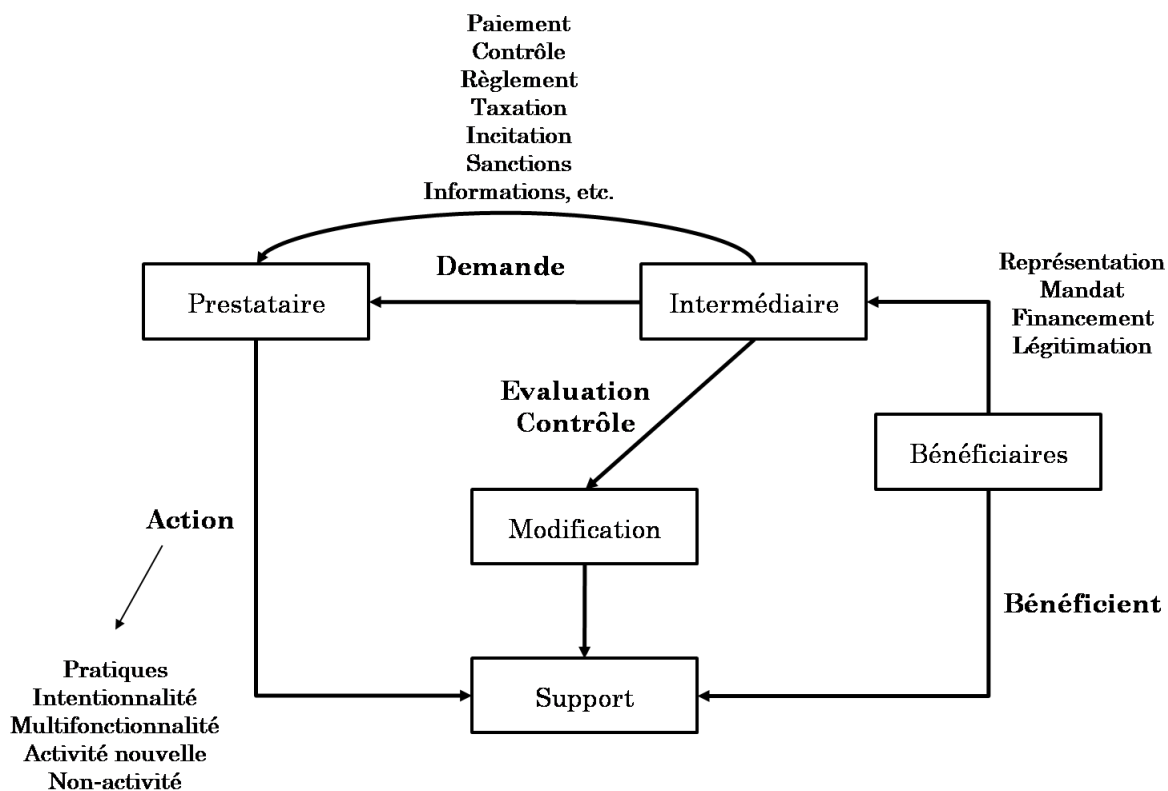 Paiement
Contrôle
Règlement
Taxation
Incitation
Sanctions
Informations, etc.
Demande
Prestataire
Intermédiaire
Représentation
Mandat
Financement
Légitimation
Evaluation
Contrôle
Bénéficiaires
Action
Modification
Bénéficient
Pratiques
Intentionnalité
Multifonctionnalité
Activité nouvelle
Non-activité
Support